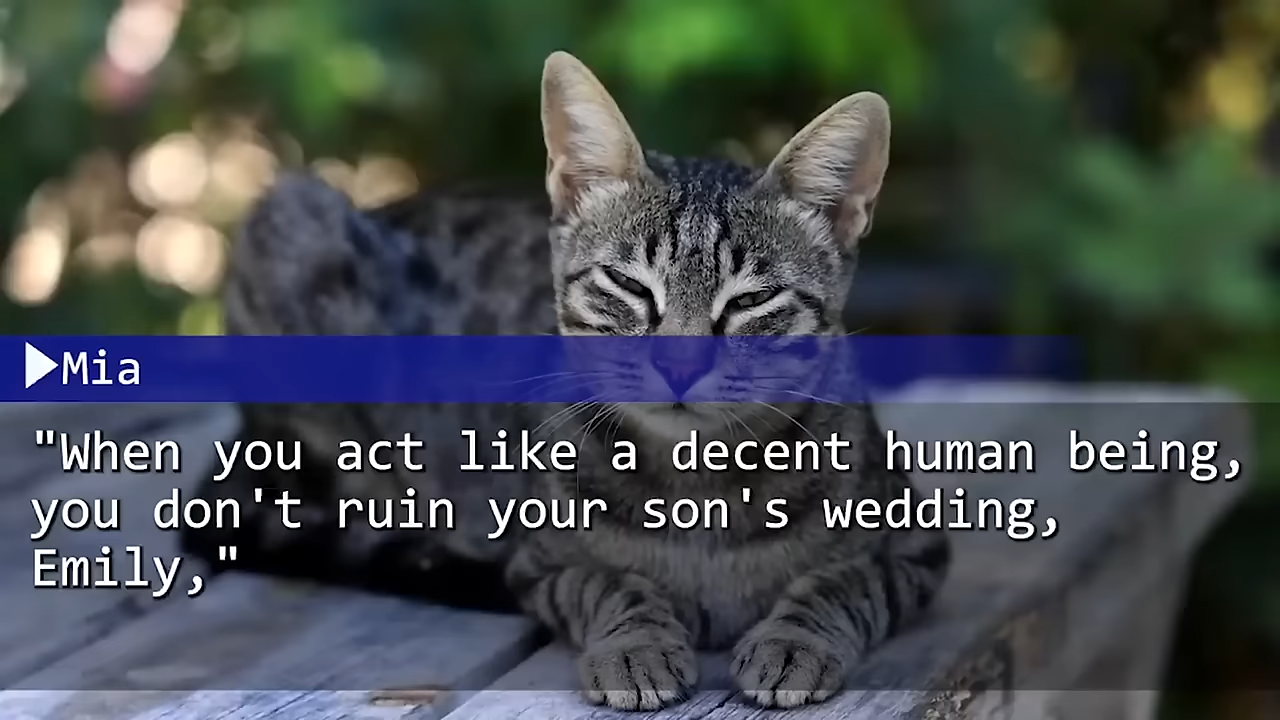 Mia
"When you act like a decent human being,
you don't ruin your son's wedding,
Emily,"